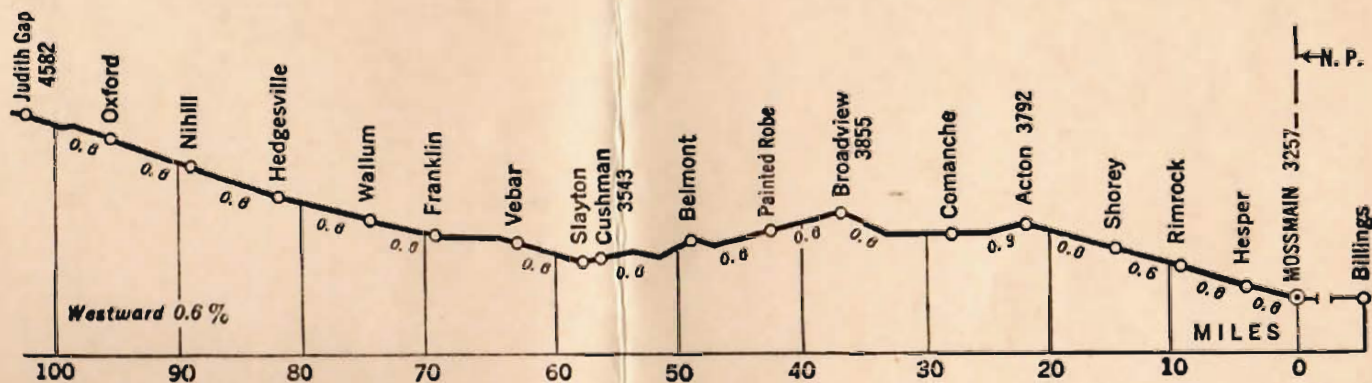 Judith Gap
4582
Oxford
Nihill
Hedgesville
Wallum
Franklin
Vebar
Slayton
Cushman
3543
Belmont
Painted Robe
Broadview
3855
Comanche
Acton 3792
Shorey
Rimrock
Hesper
MOSSMAIN 3257
Billings
N. P.
0.6
0.6
0.6
0.6
0.6
0.6
0.6
0.6
0.6
0.6
0.9
0.6
0.6
0.6
0.6
Westward 0.6 %
MILES
100
90
80
70
60
50
40
30
20
10
0